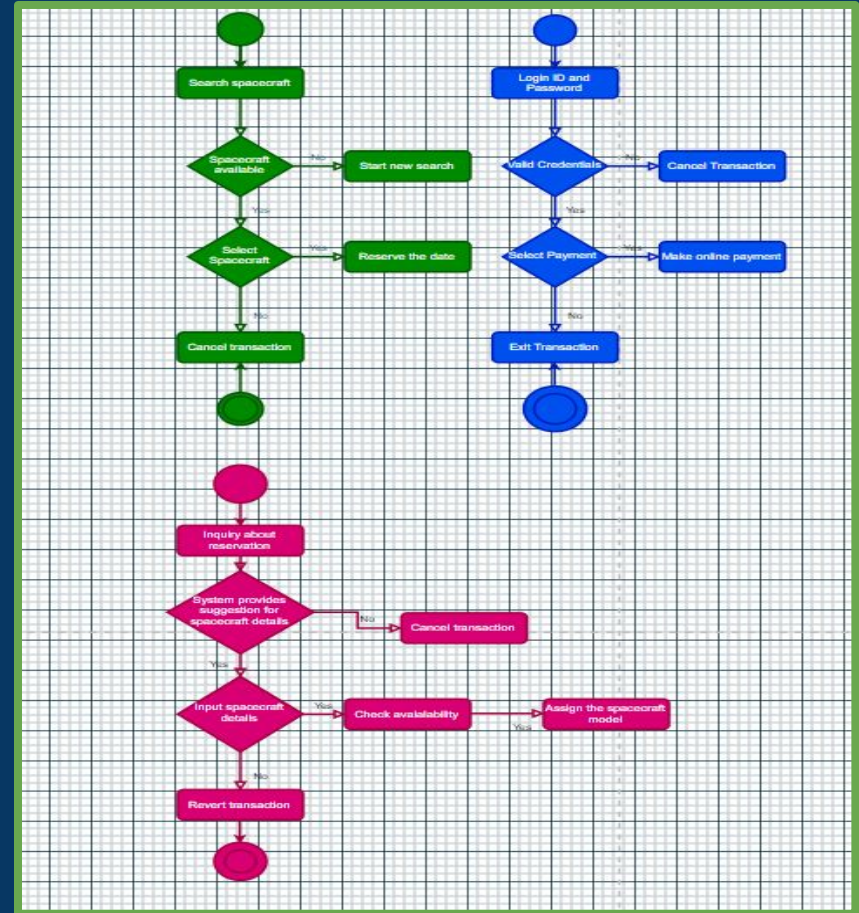 Search spacecraft
Spacecraft
available
No
Start new search
Yes
Select
Spacecraft
Yes
Reserve the date
No
Cancel transaction
Login ID and
Password
Valid Credentials
No
Cancel Transaction
Yes
Select Payment
Yes
Make online payment
No
Exit Transaction
Inquiry about
reservation
System provides
suggestion for
spacecraft details
No
Cancel transaction
Yes
Input spacecraft
details
Yes
Check avaialability
Yes
Assign the spacecraft
model
No
Revert transaction